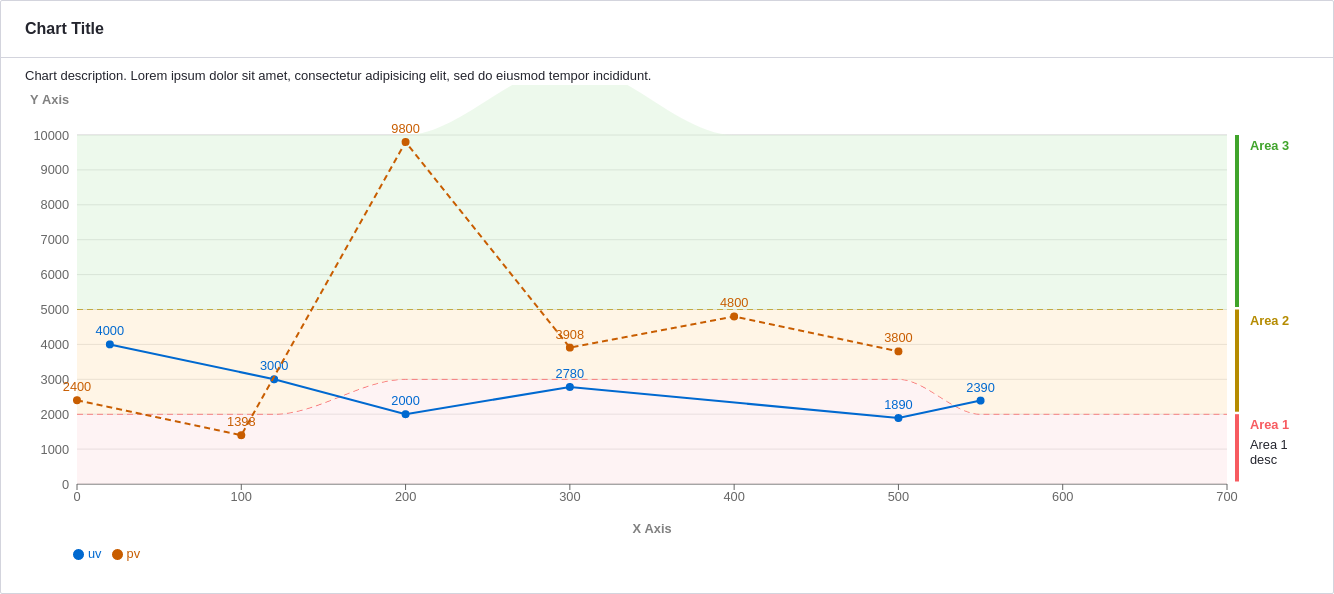 Chart Title
Chart description. Lorem ipsum dolor sit amet, consectetur adipisicing elit, sed do eiusmod tempor incididunt.
Y Axis
10000
9000
8000
7000
6000
5000
4000
3000
2000
1000
0
9800
4000
3000
2400
1398
2000
3908
2780
4800
3800
1890
2390
Area 3
Area 2
Area 1
Area 1
desc
0 100 200 300 400 500 600 700
X Axis
uv pv